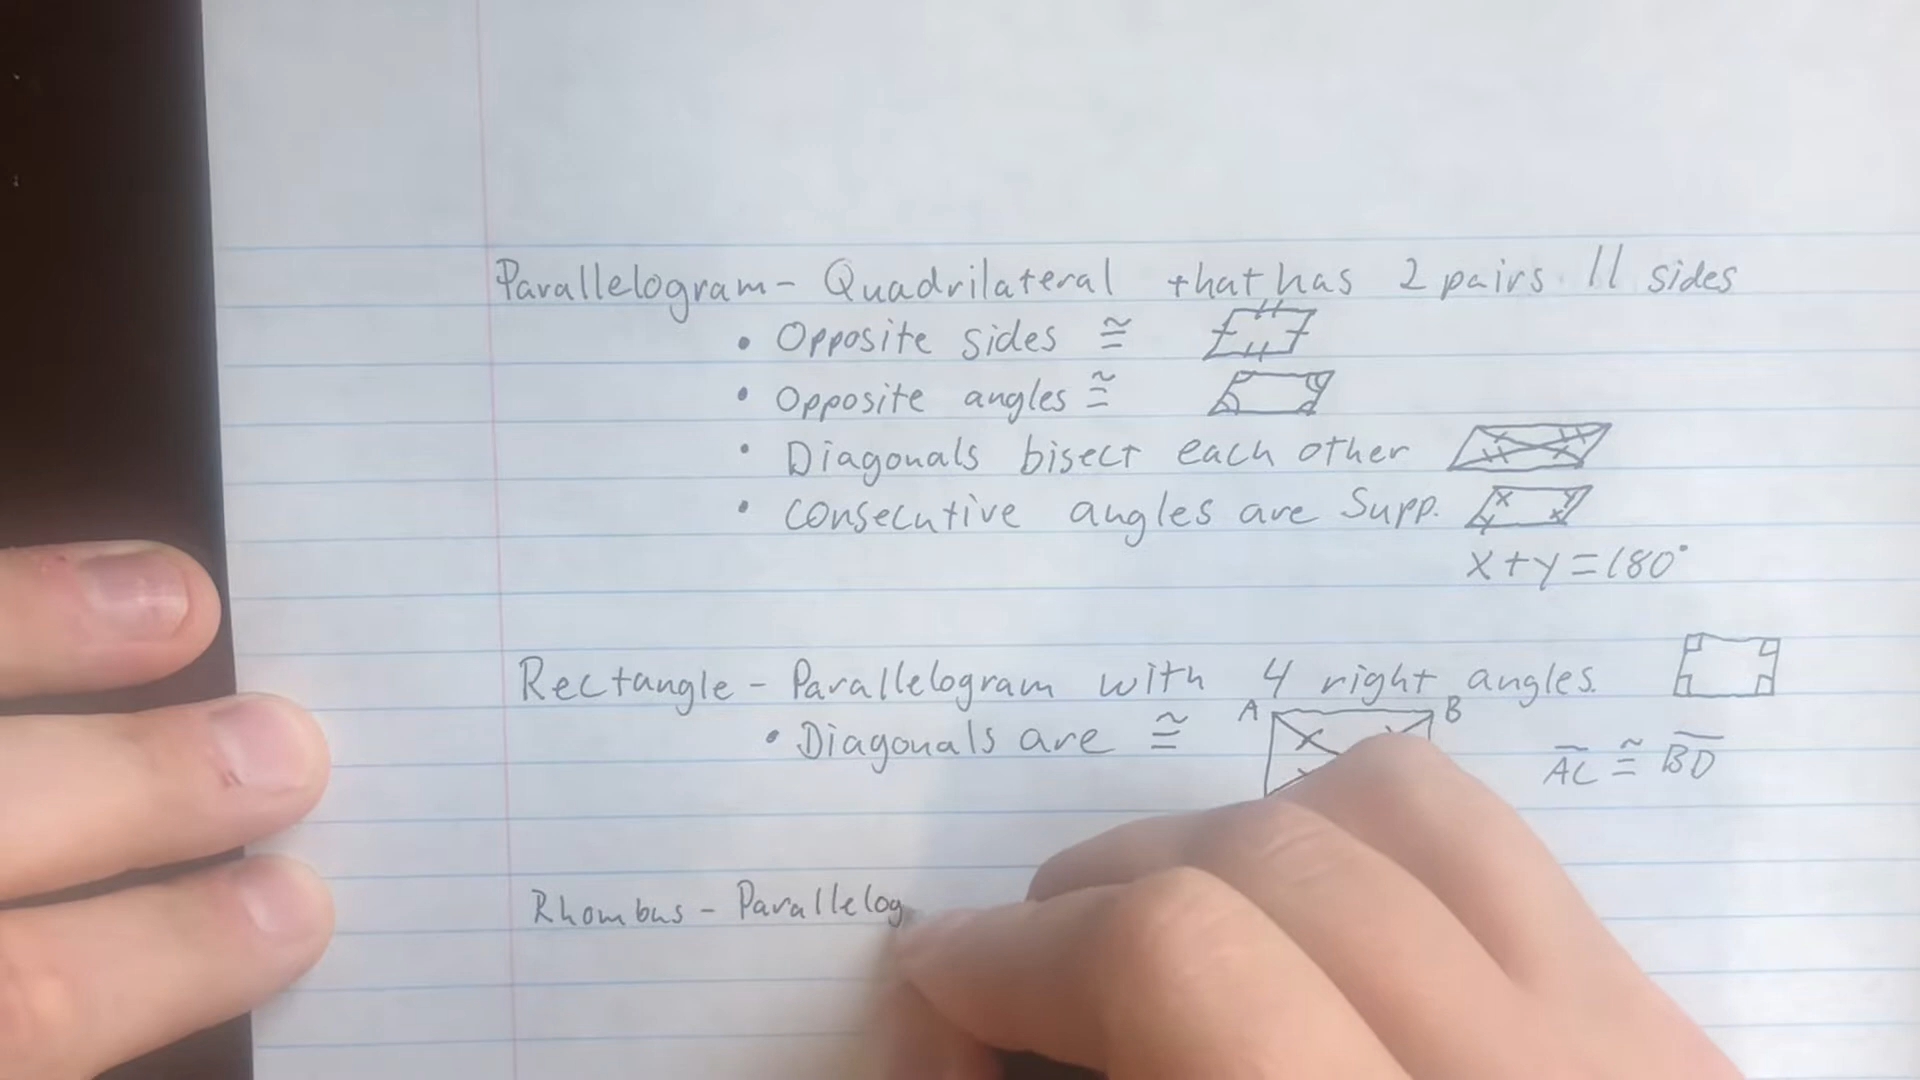 Parallelogram - Quadrilateral that has 2 pairs || sides
• Opposite sides ≅
• Opposite angles ≅
• Diagonals bisect each other
• consecutive angles are Supp.
x y
y x
x + y = 180°
Rectangle - Parallelogram with 4 right angles.
• Diagonals are ≅
A B
AC ≅ BD
Rhombus - Parallelog